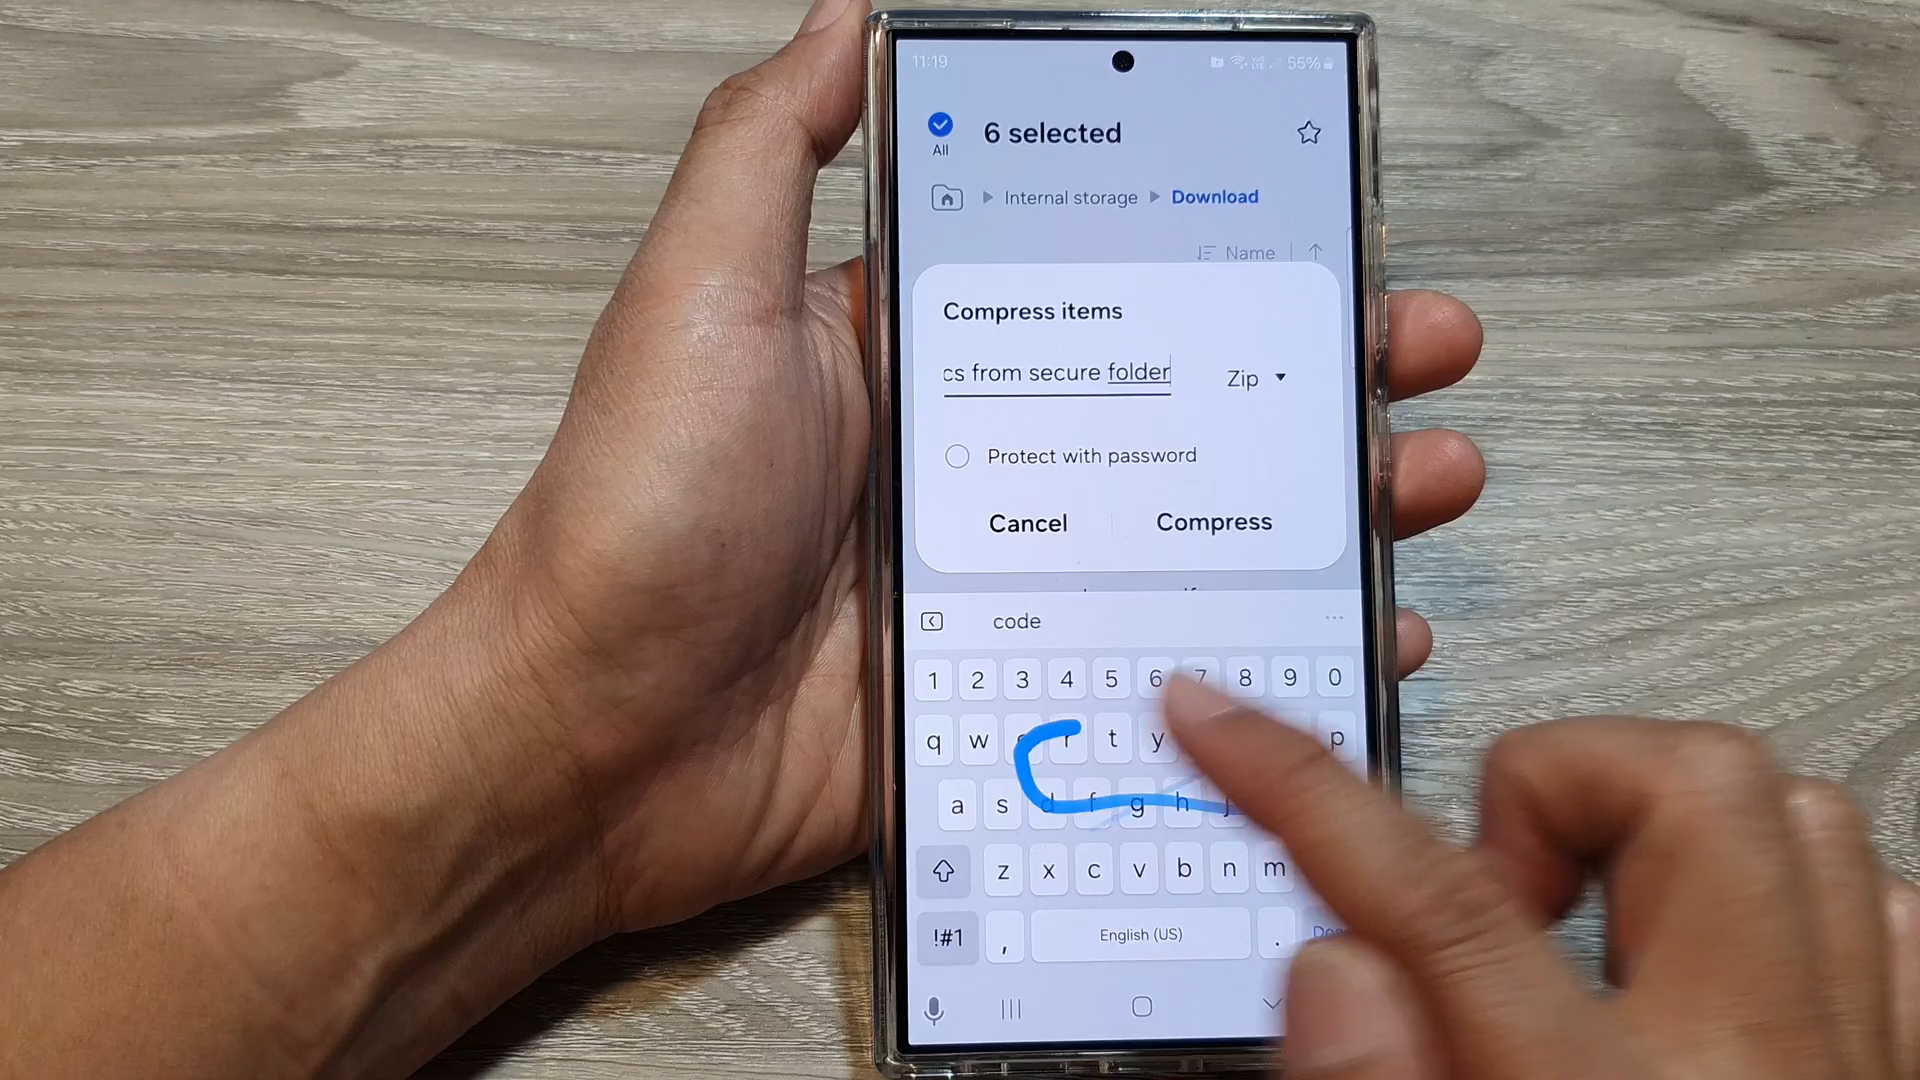 11:19 55%
6 selected
All
Internal storage Download
Name
Compress items
cs from secure folder Zip
Protect with password
Cancel Compress
code
1 2 3 4 5 6 7 8 9 0
q w r t y p
a s d f g h j
z x c v b n m
!#1 , English (US) .